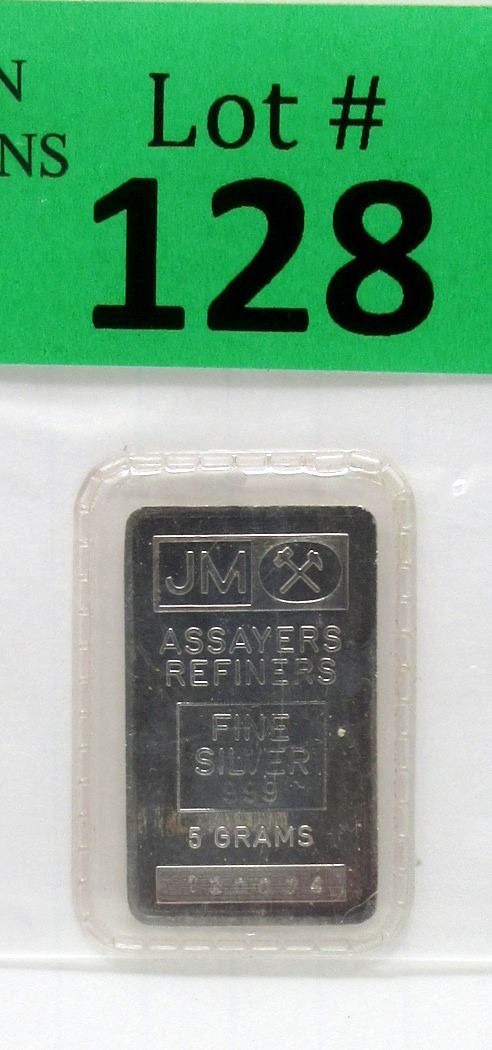 N
NS
Lot #
128
JM
ASSAYERS
REFINERS
FINE
SILVER
999
5 GRAMS